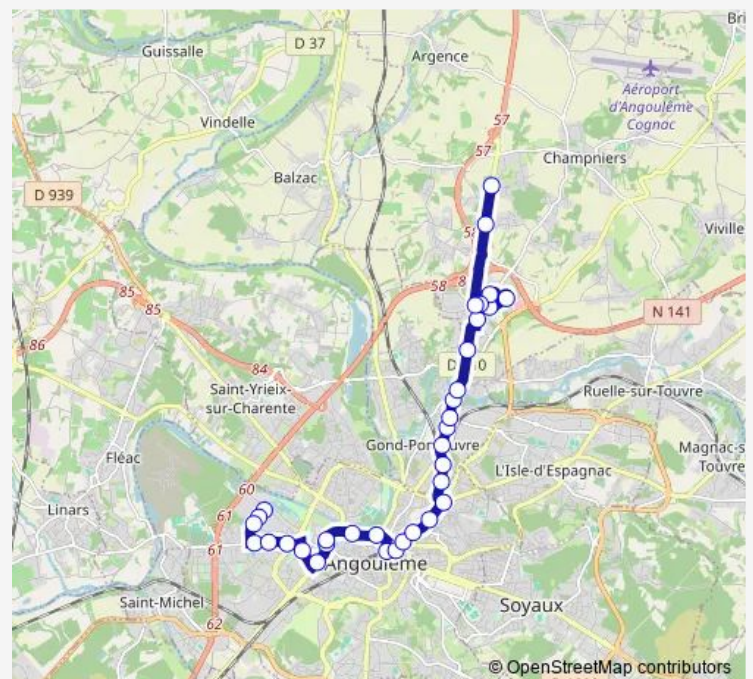 Bri
Guissalle
D 37
Argence
Aéroport
d'Angoulême
Cognac
Vindelle
57
57
Champniers
Balzac
D 939
Viville
58
85
85
58
N 141
86
84
Saint-Yrieix-
sur-Charente
Ruelle-sur-Touvre
Gond-Pontouvre
Magnac-s
Touvre
L'Isle-d'Espagnac
Fléac
60
Linars
61
61
Angoulême
Saint-Michel
Soyaux
62
© OpenStreetMap contributors